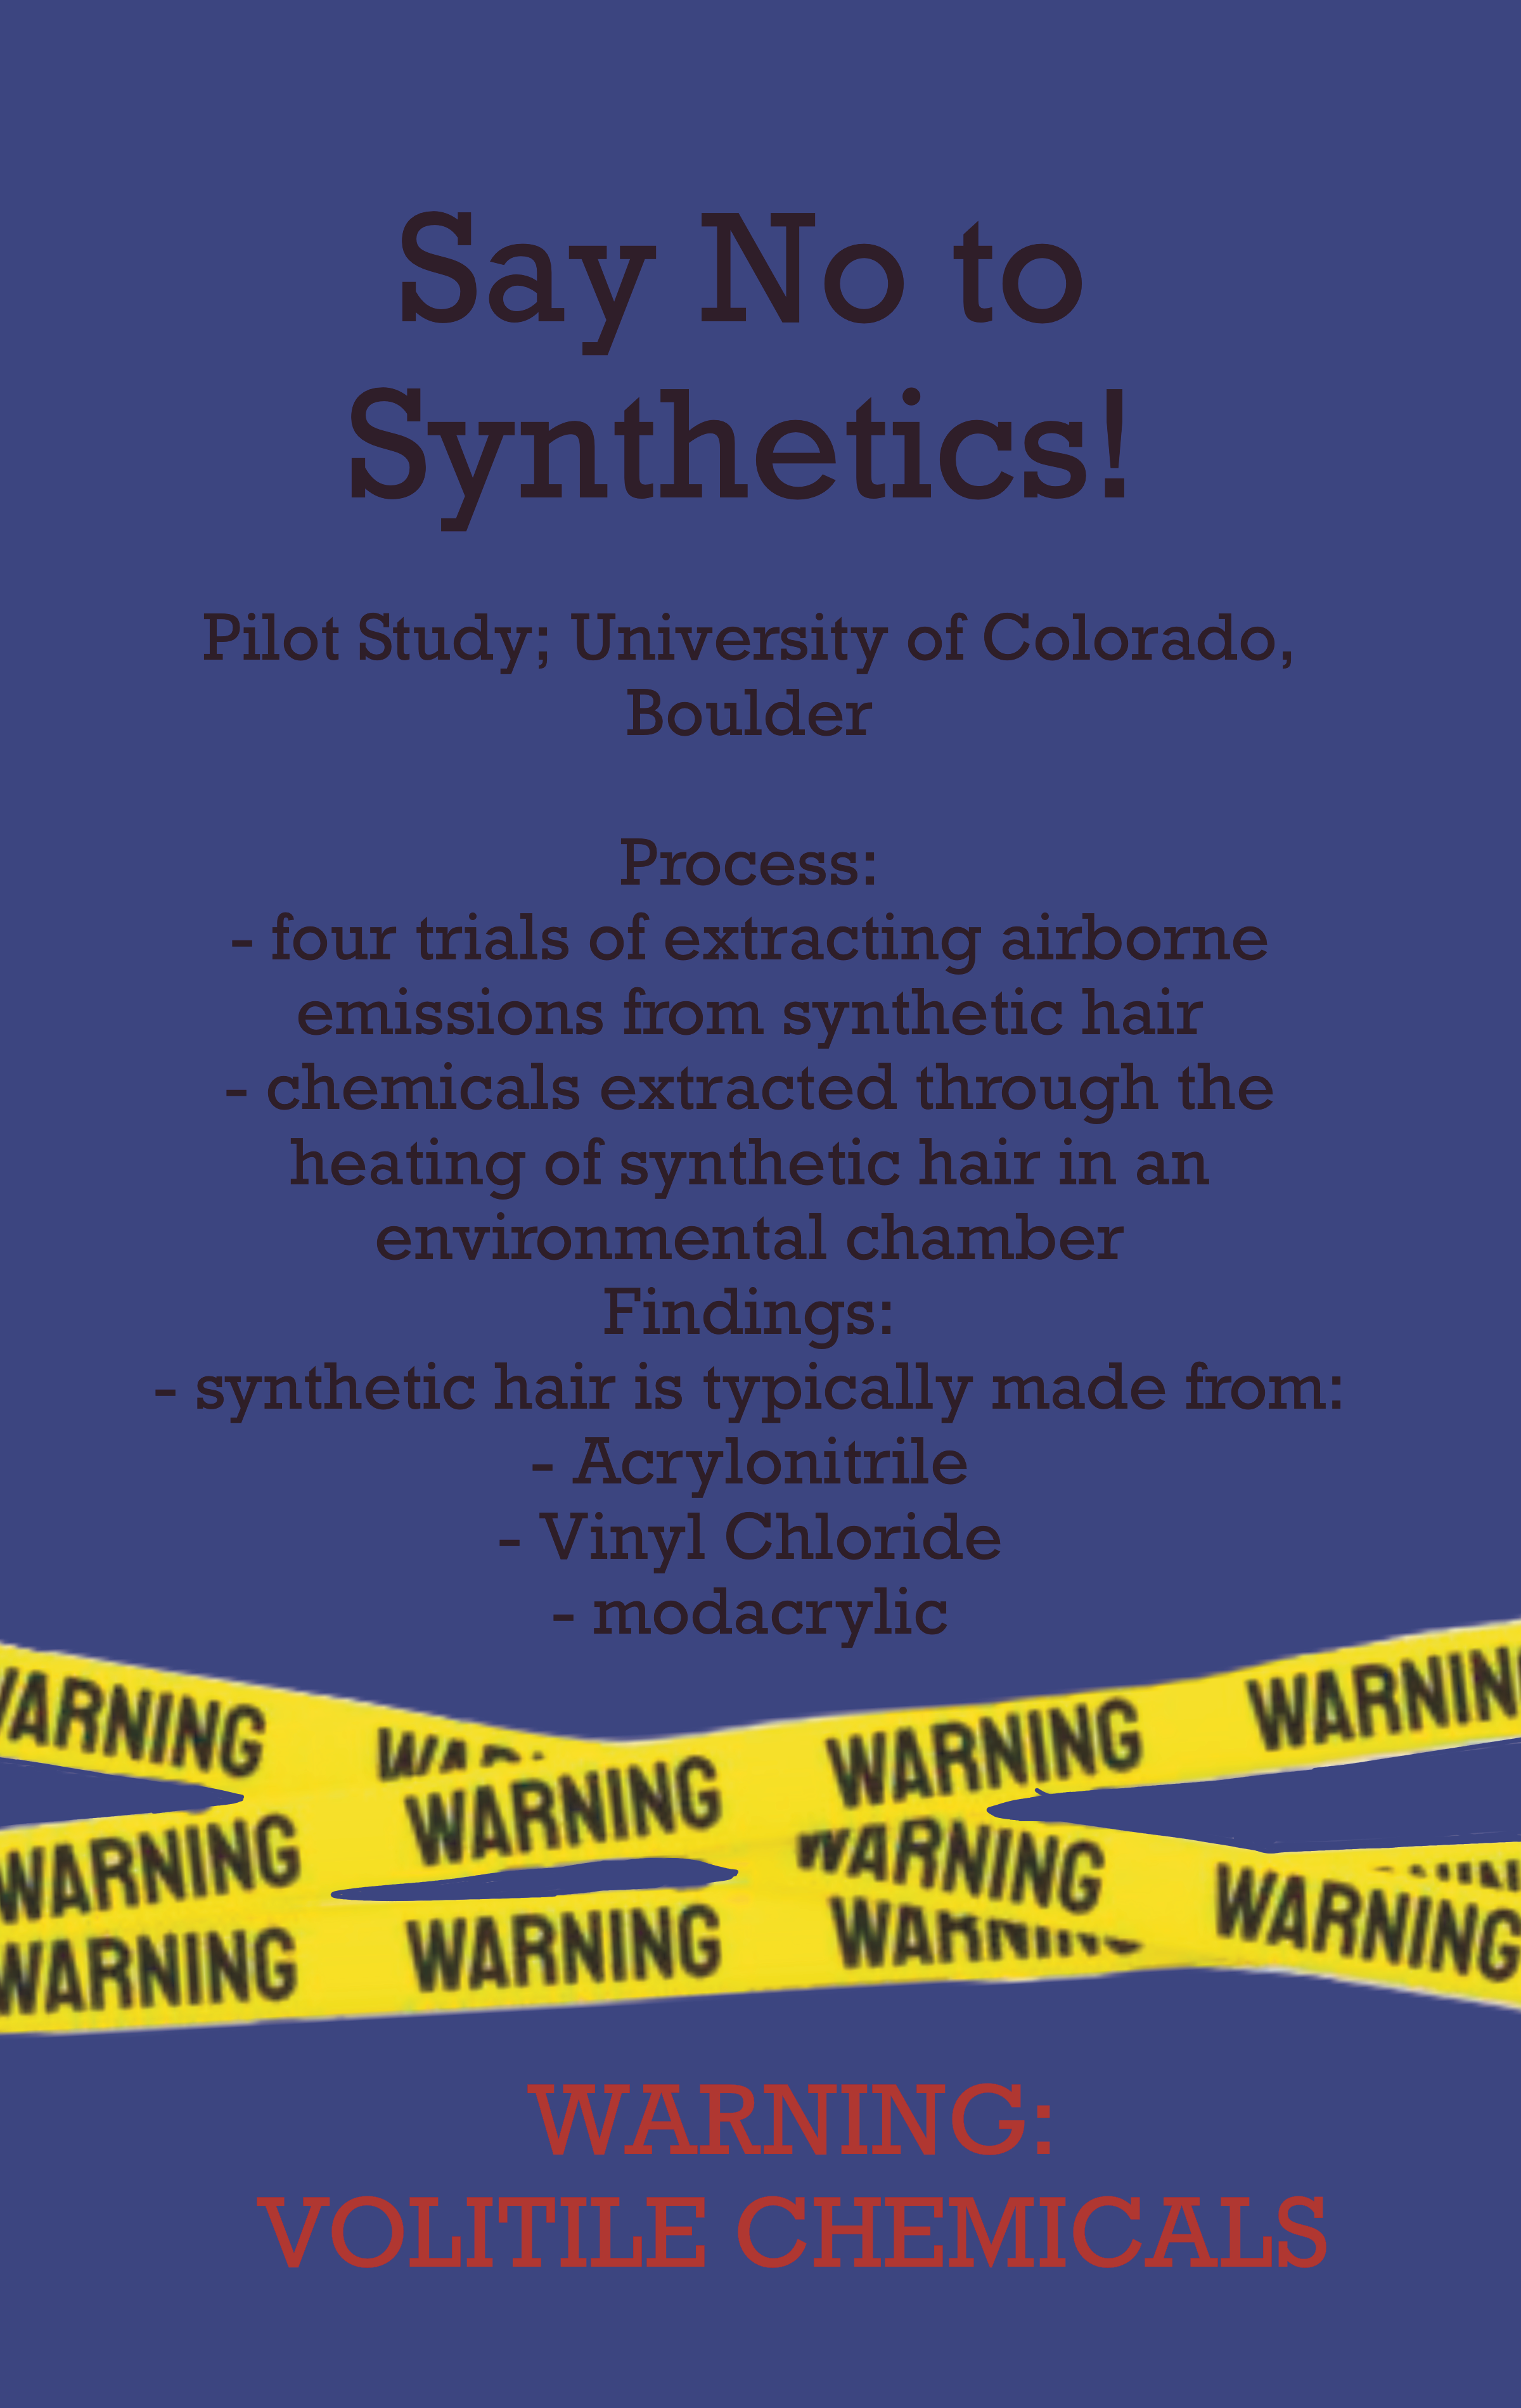 Say No to
Synthetics!
Pilot Study; University of Colorado,
Boulder
Process:
- four trials of extracting airborne
emissions from synthetic hair
- chemicals extracted through the
heating of synthetic hair in an
environmental chamber
Findings:
- synthetic hair is typically made from:
- Acrylonitrile
- Vinyl Chloride
- modacrylic
WARNING WARNING WARNING
WARNING WARNING WARNING
WARNING WARNING WARNING WARNING
WARNING:
VOLITILE CHEMICALS